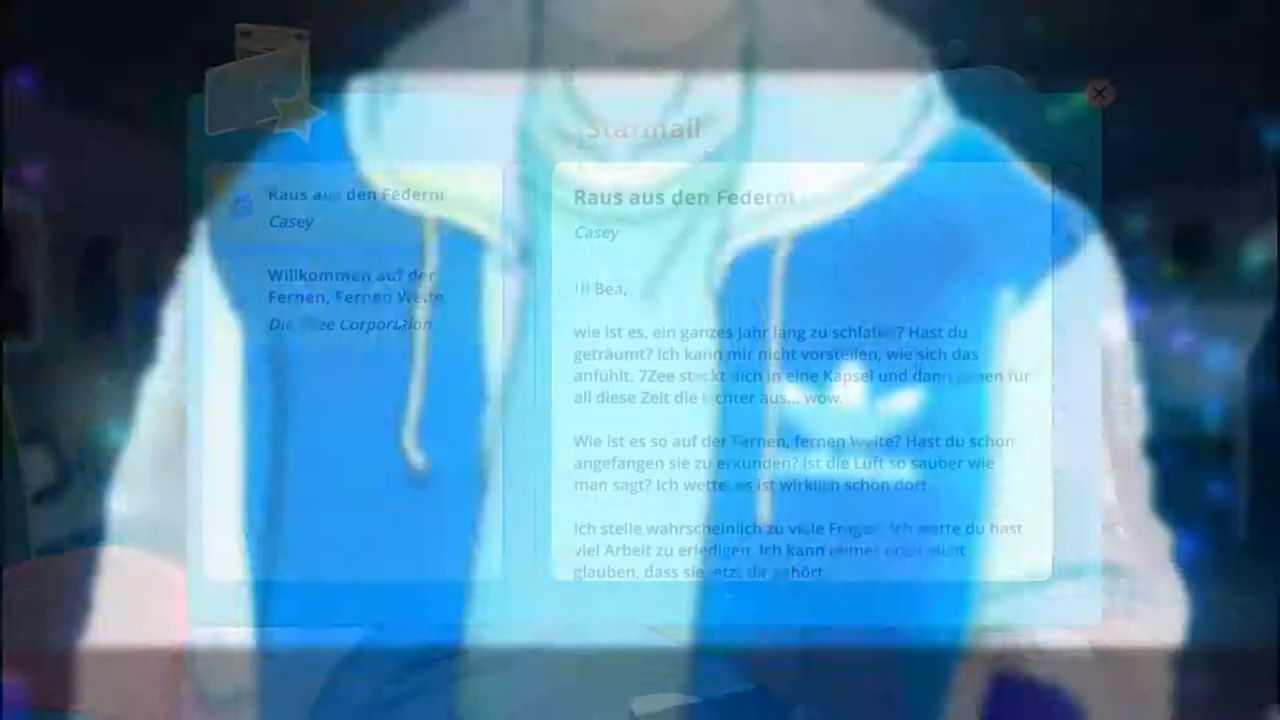 Starmail
Raus aus den Federn!
Casey
Willkommen auf der
Fernen, Fernen Weite
Die 7Zee Corporation
Raus aus den Federn!
Casey
Hi Bea,
wie ist es, ein ganzes Jahr lang zu schlafen? Hast du
geträumt? Ich kann mir nicht vorstellen, wie sich das
anfühlt. 7Zee steckt dich in eine Kapsel und dann gehen für
all diese Zeit die Lichter aus... wow.
Wie ist es so auf der Fernen, fernen Weite? Hast du schon
angefangen sie zu erkunden? Ist die Luft so sauber wie
man sagt? Ich wette, es ist wirklich schön dort.
Ich stelle wahrscheinlich zu viele Fragen. Ich wette du hast
viel Arbeit zu erledigen. Ich kann immer noch nicht
glauben, dass sie jetzt dir gehört.